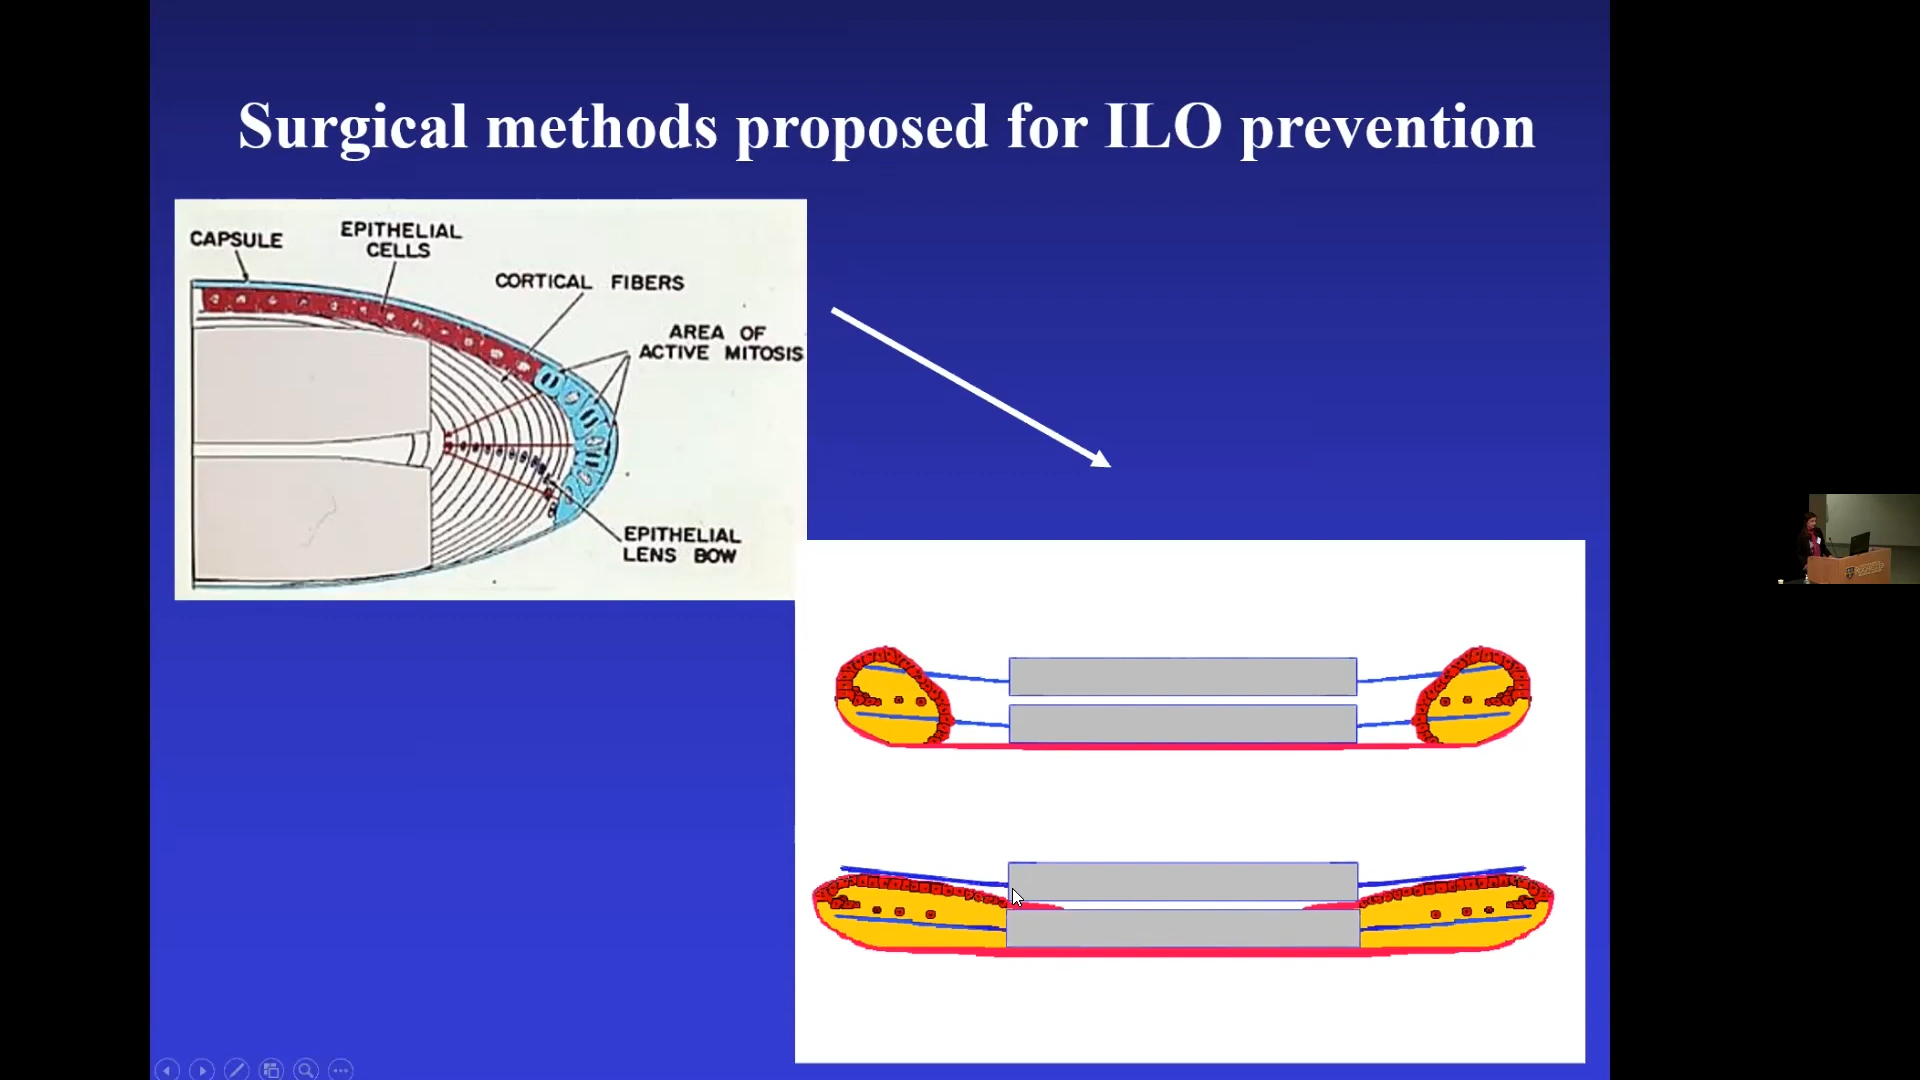 Surgical methods proposed for ILO prevention
CAPSULE
EPITHELIAL
CELLS
CORTICAL FIBERS
AREA OF
ACTIVE MITOSIS
EPITHELIAL
LENS BOW